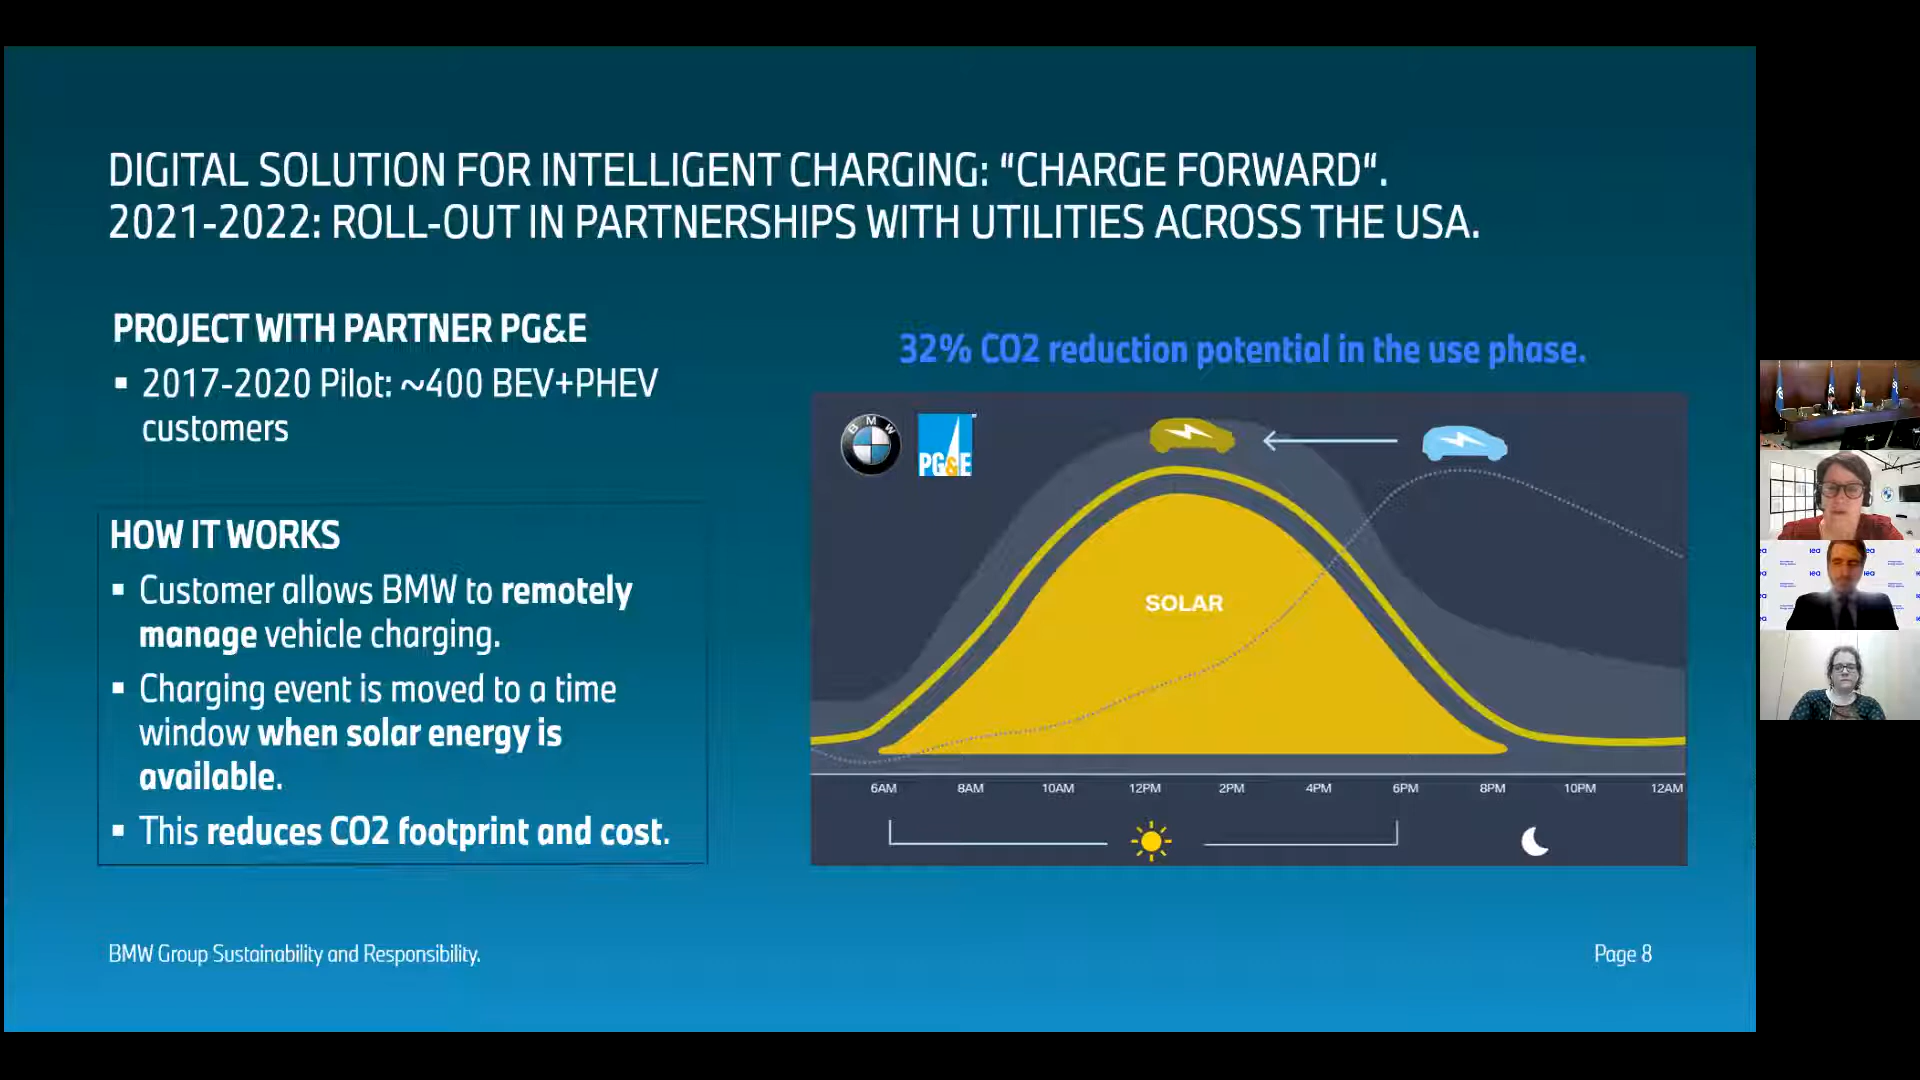 DIGITAL SOLUTION FOR INTELLIGENT CHARGING: “CHARGE FORWARD“.
2021-2022: ROLL-OUT IN PARTNERSHIPS WITH UTILITIES ACROSS THE USA.
PROJECT WITH PARTNER PG&E
▪ 2017-2020 Pilot: ~400 BEV+PHEV
customers
HOW IT WORKS
▪ Customer allows BMW to remotely
manage vehicle charging.
▪ Charging event is moved to a time
window when solar energy is
available.
▪ This reduces CO2 footprint and cost.
32% CO2 reduction potential in the use phase.
BMW
PG&E
SOLAR
6AM 8AM 10AM 12PM 2PM 4PM 6PM 8PM 10PM 12AM
BMW Group Sustainability and Responsibility.
Page 8
iea